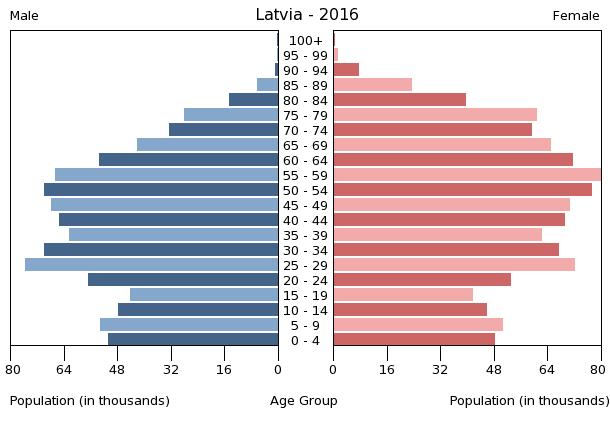 Male Latvia - 2016 Female
100+
95 - 99
90 - 94
85 - 89
80 - 84
75 - 79
70 - 74
65 - 69
60 - 64
55 - 59
50 - 54
45 - 49
40 - 44
35 - 39
30 - 34
25 - 29
20 - 24
15 - 19
10 - 14
5 - 9
0 - 4
80 64 48 32 16 0 0 16 32 48 64 80
Population (in thousands) Age Group Population (in thousands)